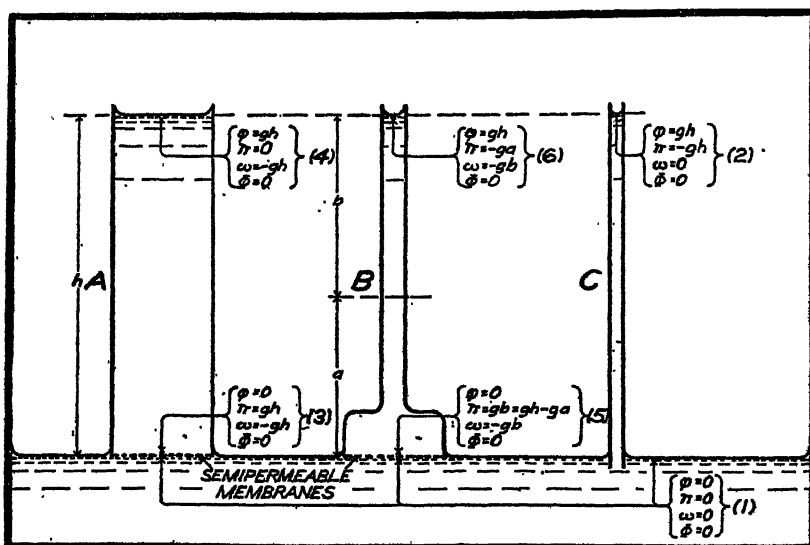 φ=gh
π=0
ω=-gh
Φ=0
(4)
φ=gh
π=-ga
ω=-gb
Φ=0
(6)
φ=gh
π=-gh
ω=0
Φ=0
(2)
b
h A
B
C
a
φ=0
π=gh
ω=-gh
Φ=0
(3)
φ=0
π=gb=gh-ga
ω=-gb
Φ=0
(5)
SEMIPERMEABLE
MEMBRANES
φ=0
π=0
ω=0
Φ=0
(1)